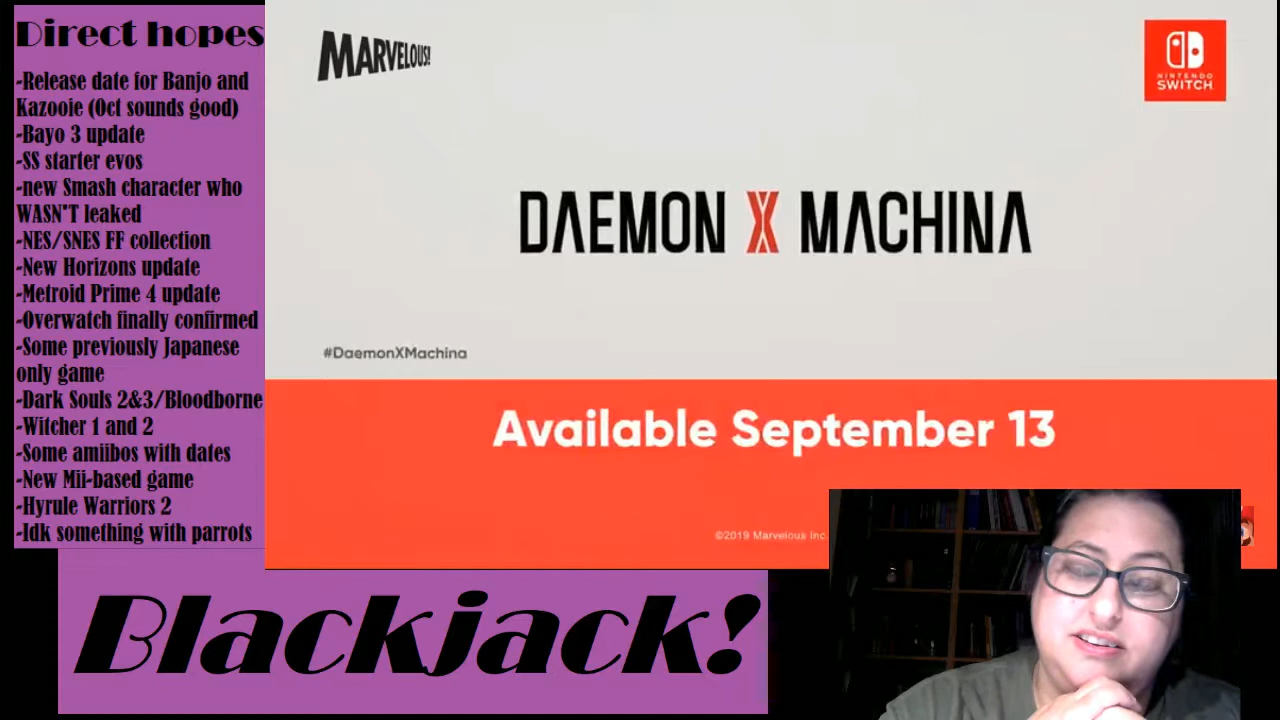 Direct hopes
-Release date for Banjo and
Kazooie (Oct sounds good)
-Bayo 3 update
-SS starter evos
-new Smash character who
WASN'T leaked
-NES/SNES FF collection
-New Horizons update
-Metroid Prime 4 update
-Overwatch finally confirmed
-Some previously Japanese
only game
-Dark Souls 2&3/Bloodborne
-Witcher 1 and 2
-Some amiibos with dates
-New Mii-based game
-Hyrule Warriors 2
-Idk something with parrots
MARVELOUS!
NINTENDO
SWITCH
DAEMON X MACHINA
#DaemonXMachina
Available September 13
©2019 Marvelous Inc.
Blackjack!